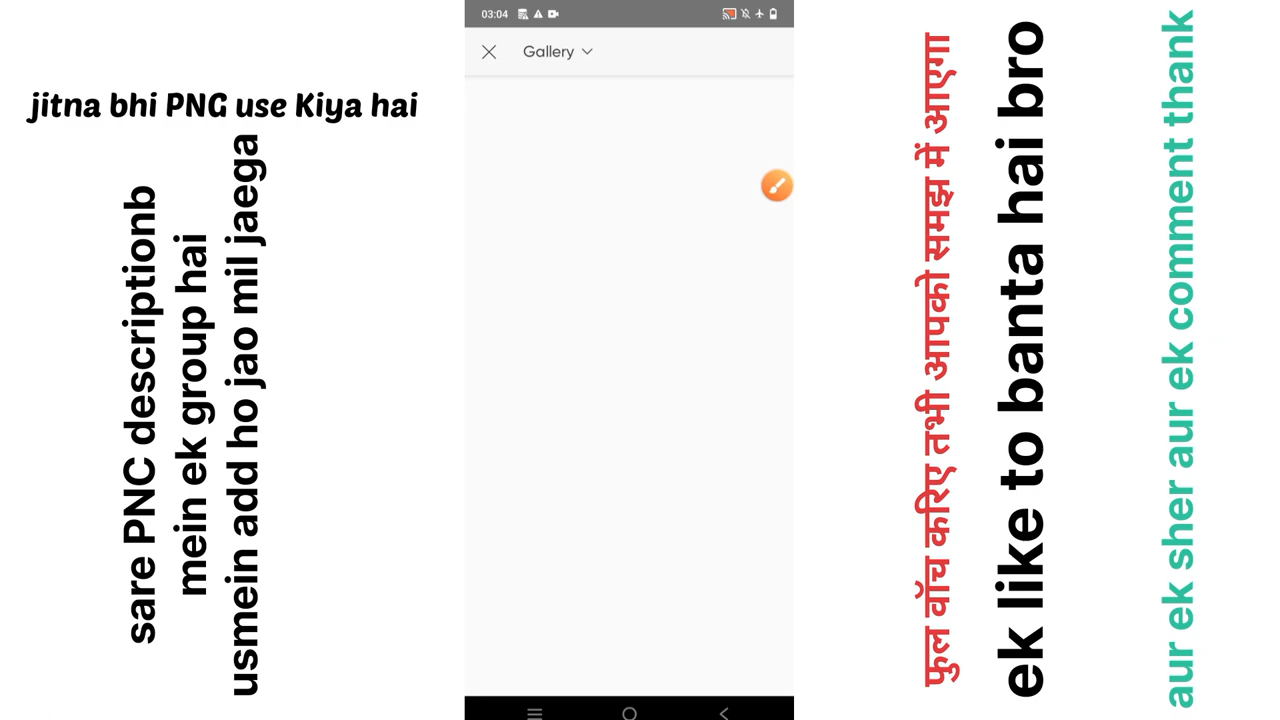 jitna bhi PNG use Kiya hai
sare PNC descriptionb
mein ek group hai
usmein add ho jao mil jaega
03:04
Gallery
फुल वॉच करिए तभी आपको समझ में आएगा
ek like to banta hai bro
aur ek sher aur ek comment thank